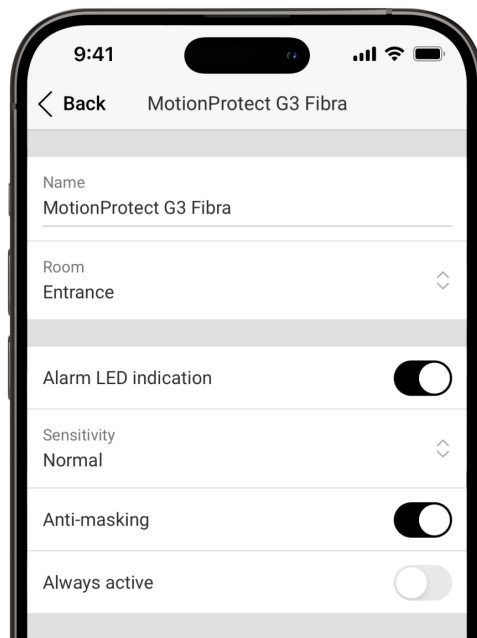 9:41
Back MotionProtect G3 Fibra
Name
MotionProtect G3 Fibra
Room
Entrance
Alarm LED indication
Sensitivity
Normal
Anti-masking
Always active